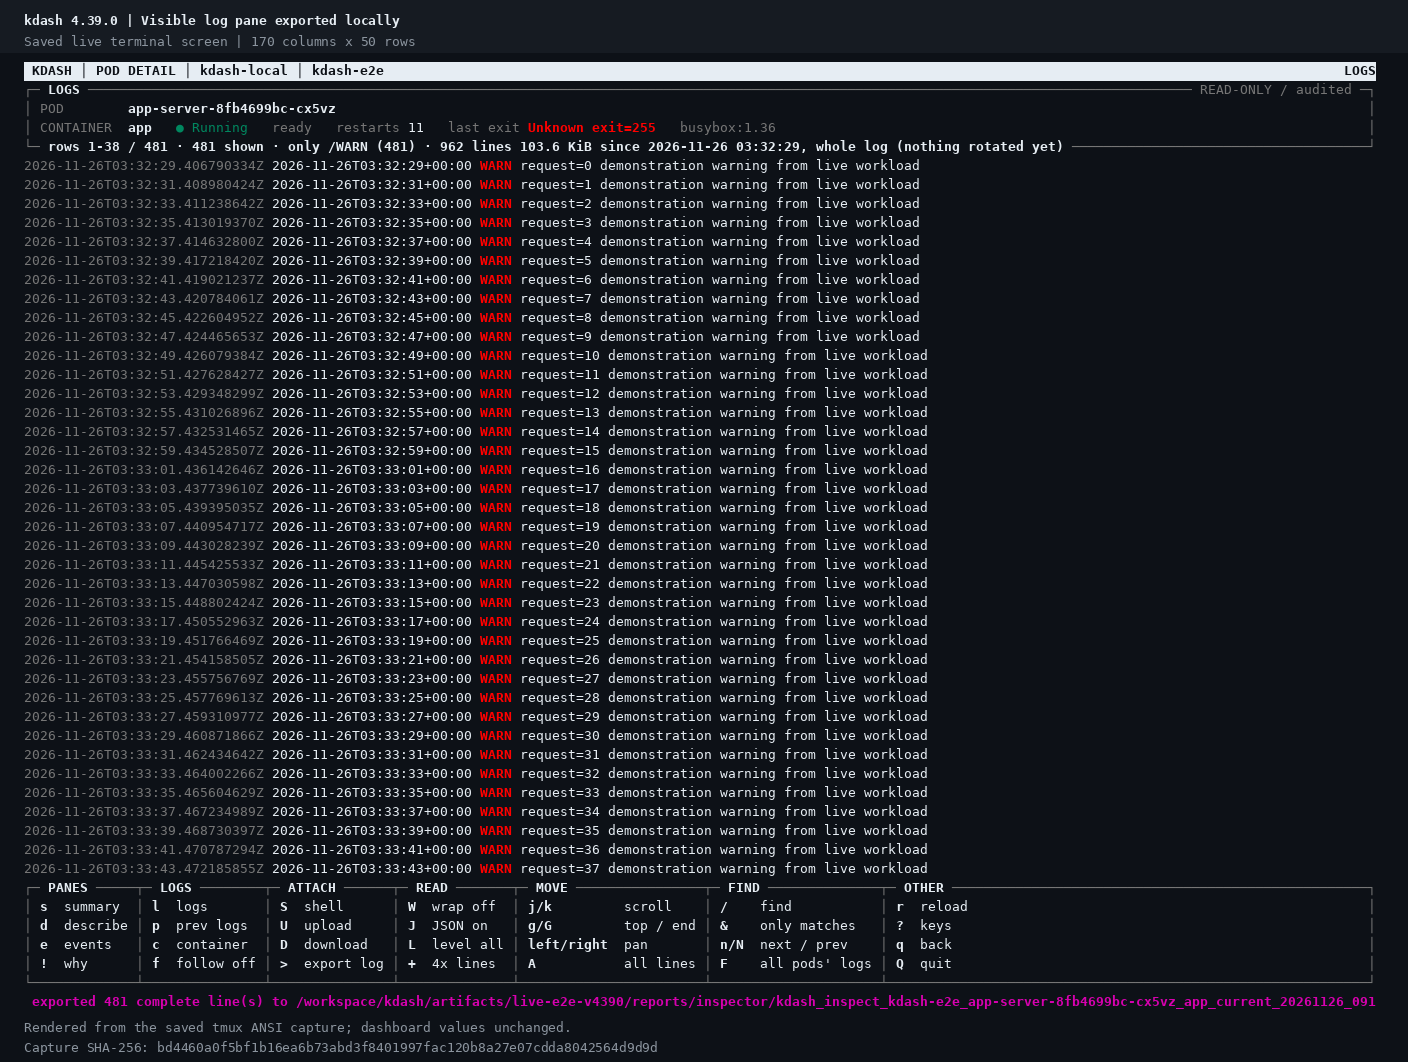 kdash 4.39.0 | Visible log pane exported locally
Saved live terminal screen | 170 columns x 50 rows
KDASH │ POD DETAIL │ kdash-local │ kdash-e2e LOGS
LOGS READ-ONLY / audited
POD app-server-8fb4699bc-cx5vz
CONTAINER app ● Running ready restarts 11 last exit Unknown exit=255 busybox:1.36
rows 1-38 / 481 · 481 shown · only /WARN (481) · 962 lines 103.6 KiB since 2026-11-26 03:32:29, whole log (nothing rotated yet)
2026-11-26T03:32:29.406790334Z 2026-11-26T03:32:29+00:00 WARN request=0 demonstration warning from live workload
2026-11-26T03:32:31.408980424Z 2026-11-26T03:32:31+00:00 WARN request=1 demonstration warning from live workload
2026-11-26T03:32:33.411238642Z 2026-11-26T03:32:33+00:00 WARN request=2 demonstration warning from live workload
2026-11-26T03:32:35.413019370Z 2026-11-26T03:32:35+00:00 WARN request=3 demonstration warning from live workload
2026-11-26T03:32:37.414632800Z 2026-11-26T03:32:37+00:00 WARN request=4 demonstration warning from live workload
2026-11-26T03:32:39.417218420Z 2026-11-26T03:32:39+00:00 WARN request=5 demonstration warning from live workload
2026-11-26T03:32:41.419021237Z 2026-11-26T03:32:41+00:00 WARN request=6 demonstration warning from live workload
2026-11-26T03:32:43.420784061Z 2026-11-26T03:32:43+00:00 WARN request=7 demonstration warning from live workload
2026-11-26T03:32:45.422604952Z 2026-11-26T03:32:45+00:00 WARN request=8 demonstration warning from live workload
2026-11-26T03:32:47.424465653Z 2026-11-26T03:32:47+00:00 WARN request=9 demonstration warning from live workload
2026-11-26T03:32:49.426079384Z 2026-11-26T03:32:49+00:00 WARN request=10 demonstration warning from live workload
2026-11-26T03:32:51.427628427Z 2026-11-26T03:32:51+00:00 WARN request=11 demonstration warning from live workload
2026-11-26T03:32:53.429348299Z 2026-11-26T03:32:53+00:00 WARN request=12 demonstration warning from live workload
2026-11-26T03:32:55.431026896Z 2026-11-26T03:32:55+00:00 WARN request=13 demonstration warning from live workload
2026-11-26T03:32:57.432531465Z 2026-11-26T03:32:57+00:00 WARN request=14 demonstration warning from live workload
2026-11-26T03:32:59.434528507Z 2026-11-26T03:32:59+00:00 WARN request=15 demonstration warning from live workload
2026-11-26T03:33:01.436142646Z 2026-11-26T03:33:01+00:00 WARN request=16 demonstration warning from live workload
2026-11-26T03:33:03.437739610Z 2026-11-26T03:33:03+00:00 WARN request=17 demonstration warning from live workload
2026-11-26T03:33:05.439395035Z 2026-11-26T03:33:05+00:00 WARN request=18 demonstration warning from live workload
2026-11-26T03:33:07.440954717Z 2026-11-26T03:33:07+00:00 WARN request=19 demonstration warning from live workload
2026-11-26T03:33:09.443028239Z 2026-11-26T03:33:09+00:00 WARN request=20 demonstration warning from live workload
2026-11-26T03:33:11.445425533Z 2026-11-26T03:33:11+00:00 WARN request=21 demonstration warning from live workload
2026-11-26T03:33:13.447030598Z 2026-11-26T03:33:13+00:00 WARN request=22 demonstration warning from live workload
2026-11-26T03:33:15.448802424Z 2026-11-26T03:33:15+00:00 WARN request=23 demonstration warning from live workload
2026-11-26T03:33:17.450552963Z 2026-11-26T03:33:17+00:00 WARN request=24 demonstration warning from live workload
2026-11-26T03:33:19.451766469Z 2026-11-26T03:33:19+00:00 WARN request=25 demonstration warning from live workload
2026-11-26T03:33:21.454158505Z 2026-11-26T03:33:21+00:00 WARN request=26 demonstration warning from live workload
2026-11-26T03:33:23.455756769Z 2026-11-26T03:33:23+00:00 WARN request=27 demonstration warning from live workload
2026-11-26T03:33:25.457769613Z 2026-11-26T03:33:25+00:00 WARN request=28 demonstration warning from live workload
2026-11-26T03:33:27.459310977Z 2026-11-26T03:33:27+00:00 WARN request=29 demonstration warning from live workload
2026-11-26T03:33:29.460871866Z 2026-11-26T03:33:29+00:00 WARN request=30 demonstration warning from live workload
2026-11-26T03:33:31.462434642Z 2026-11-26T03:33:31+00:00 WARN request=31 demonstration warning from live workload
2026-11-26T03:33:33.464002266Z 2026-11-26T03:33:33+00:00 WARN request=32 demonstration warning from live workload
2026-11-26T03:33:35.465604629Z 2026-11-26T03:33:35+00:00 WARN request=33 demonstration warning from live workload
2026-11-26T03:33:37.467234989Z 2026-11-26T03:33:37+00:00 WARN request=34 demonstration warning from live workload
2026-11-26T03:33:39.468730397Z 2026-11-26T03:33:39+00:00 WARN request=35 demonstration warning from live workload
2026-11-26T03:33:41.470787294Z 2026-11-26T03:33:41+00:00 WARN request=36 demonstration warning from live workload
2026-11-26T03:33:43.472185855Z 2026-11-26T03:33:43+00:00 WARN request=37 demonstration warning from live workload
PANES LOGS ATTACH READ MOVE FIND OTHER
s summary │ l logs │ S shell │ W wrap off │ j/k scroll │ / find │ r reload
d describe │ p prev logs │ U upload │ J JSON on │ g/G top / end │ & only matches │ ? keys
e events │ c container │ D download │ L level all │ left/right pan │ n/N next / prev │ q back
! why │ f follow off │ > export log │ + 4x lines │ A all lines │ F all pods' logs │ Q quit
exported 481 complete line(s) to /workspace/kdash/artifacts/live-e2e-v4390/reports/inspector/kdash_inspect_kdash-e2e_app-server-8fb4699bc-cx5vz_app_current_20261126_091
Rendered from the saved tmux ANSI capture; dashboard values unchanged.
Capture SHA-256: bd4460a0f5bf1b16ea6b73abd3f8401997fac120b8a27e07cdda8042564d9d9d